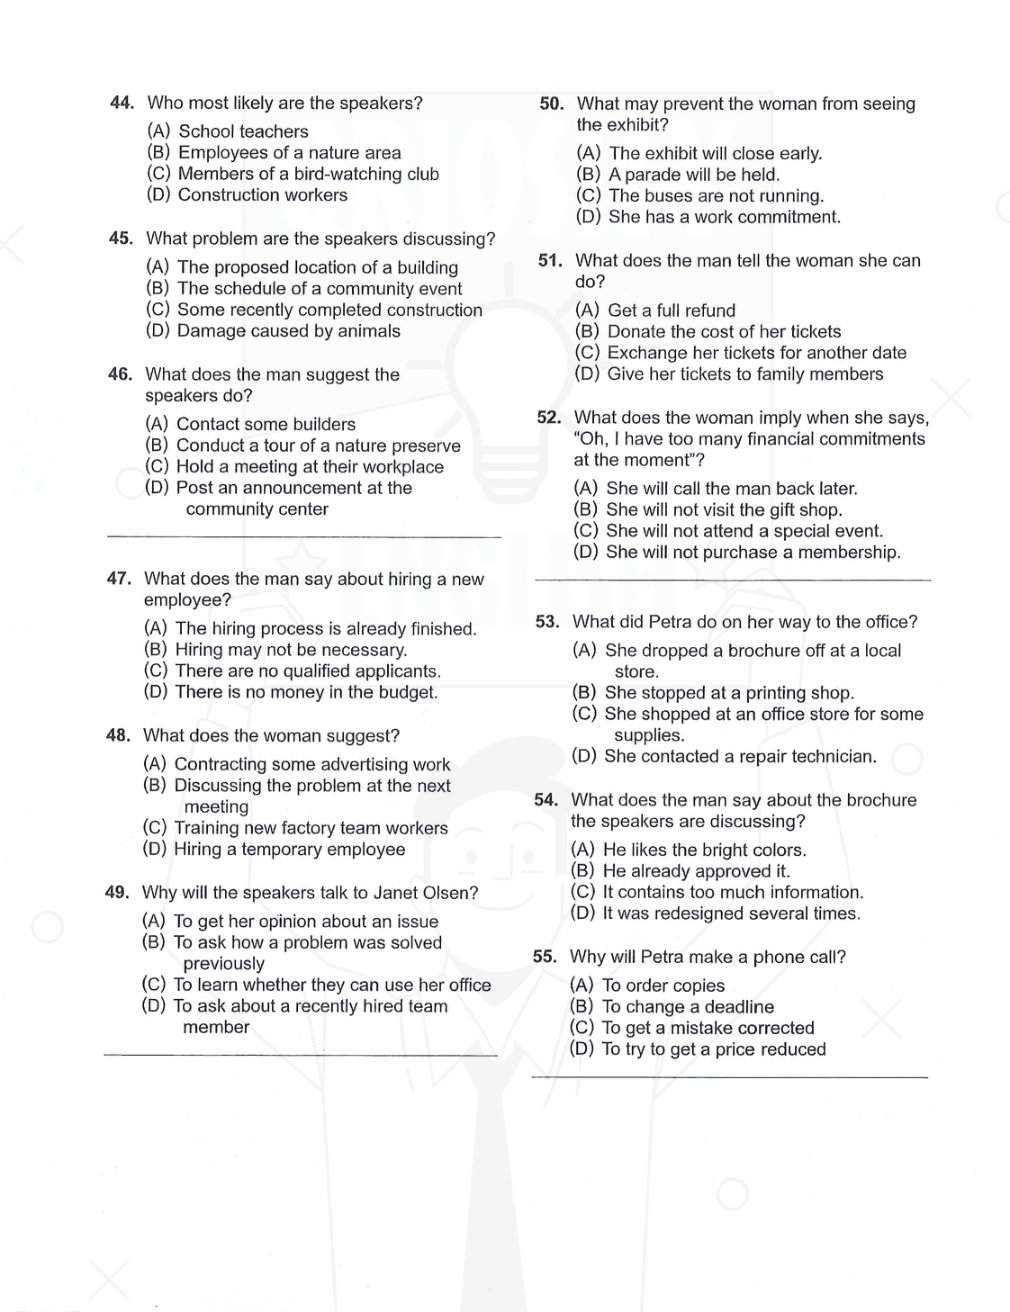 44. Who most likely are the speakers?
(A) School teachers
(B) Employees of a nature area
(C) Members of a bird-watching club
(D) Construction workers
45. What problem are the speakers discussing?
(A) The proposed location of a building
(B) The schedule of a community event
(C) Some recently completed construction
(D) Damage caused by animals
46. What does the man suggest the
speakers do?
(A) Contact some builders
(B) Conduct a tour of a nature preserve
(C) Hold a meeting at their workplace
(D) Post an announcement at the
community center
47. What does the man say about hiring a new
employee?
(A) The hiring process is already finished.
(B) Hiring may not be necessary.
(C) There are no qualified applicants.
(D) There is no money in the budget.
48. What does the woman suggest?
(A) Contracting some advertising work
(B) Discussing the problem at the next
meeting
(C) Training new factory team workers
(D) Hiring a temporary employee
49. Why will the speakers talk to Janet Olsen?
(A) To get her opinion about an issue
(B) To ask how a problem was solved
previously
(C) To learn whether they can use her office
(D) To ask about a recently hired team
member
50. What may prevent the woman from seeing
the exhibit?
(A) The exhibit will close early.
(B) A parade will be held.
(C) The buses are not running.
(D) She has a work commitment.
51. What does the man tell the woman she can
do?
(A) Get a full refund
(B) Donate the cost of her tickets
(C) Exchange her tickets for another date
(D) Give her tickets to family members
52. What does the woman imply when she says,
“Oh, I have too many financial commitments
at the moment”?
(A) She will call the man back later.
(B) She will not visit the gift shop.
(C) She will not attend a special event.
(D) She will not purchase a membership.
53. What did Petra do on her way to the office?
(A) She dropped a brochure off at a local
store.
(B) She stopped at a printing shop.
(C) She shopped at an office store for some
supplies.
(D) She contacted a repair technician.
54. What does the man say about the brochure
the speakers are discussing?
(A) He likes the bright colors.
(B) He already approved it.
(C) It contains too much information.
(D) It was redesigned several times.
55. Why will Petra make a phone call?
(A) To order copies
(B) To change a deadline
(C) To get a mistake corrected
(D) To try to get a price reduced